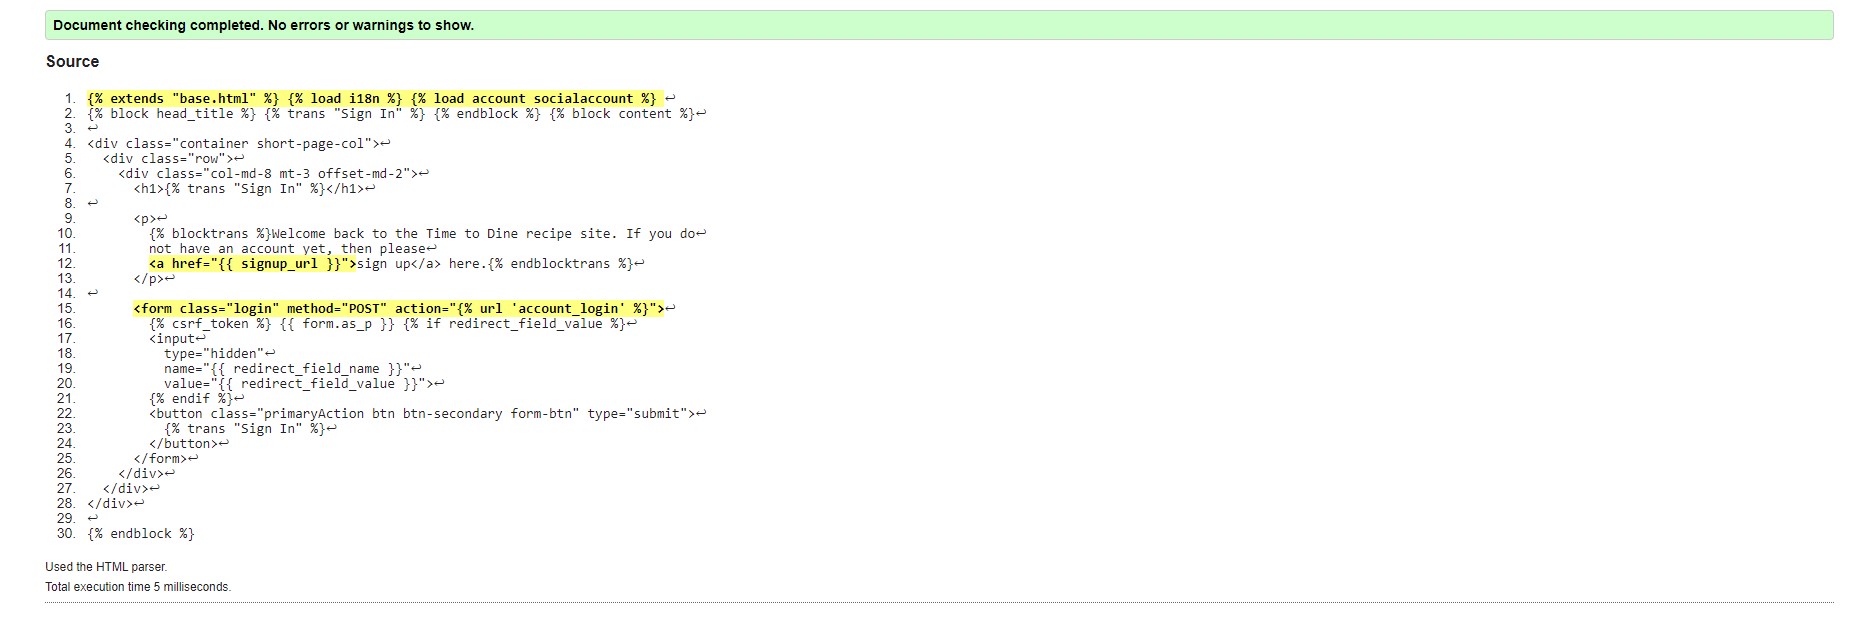 Document checking completed. No errors or warnings to show.
Source
1. {% extends "base.html" %} {% load i18n %} {% load account socialaccount %} ↩
2. {% block head_title %} {% trans "Sign In" %} {% endblock %} {% block content %}↩
3. ↩
4. <div class="container short-page-col">↩
5.   <div class="row">↩
6.     <div class="col-md-8 mt-3 offset-md-2">↩
7.       <h1>{% trans "Sign In" %}</h1>↩
8. ↩
9.       <p>↩
10.         {% blocktrans %}Welcome back to the Time to Dine recipe site. If you do↩
11.         not have an account yet, then please↩
12.         <a href="{{ signup_url }}">sign up</a> here.{% endblocktrans %}↩
13.       </p>↩
14. ↩
15.       <form class="login" method="POST" action="{% url 'account_login' %}">↩
16.         {% csrf_token %} {{ form.as_p }} {% if redirect_field_value %}↩
17.         <input↩
18.           type="hidden"↩
19.           name="{{ redirect_field_name }}"↩
20.           value="{{ redirect_field_value }}">↩
21.         {% endif %}↩
22.         <button class="primaryAction btn btn-secondary form-btn" type="submit">↩
23.           {% trans "Sign In" %}↩
24.         </button>↩
25.       </form>↩
26.     </div>↩
27.   </div>↩
28. </div>↩
29. ↩
30. {% endblock %}
Used the HTML parser.
Total execution time 5 milliseconds.